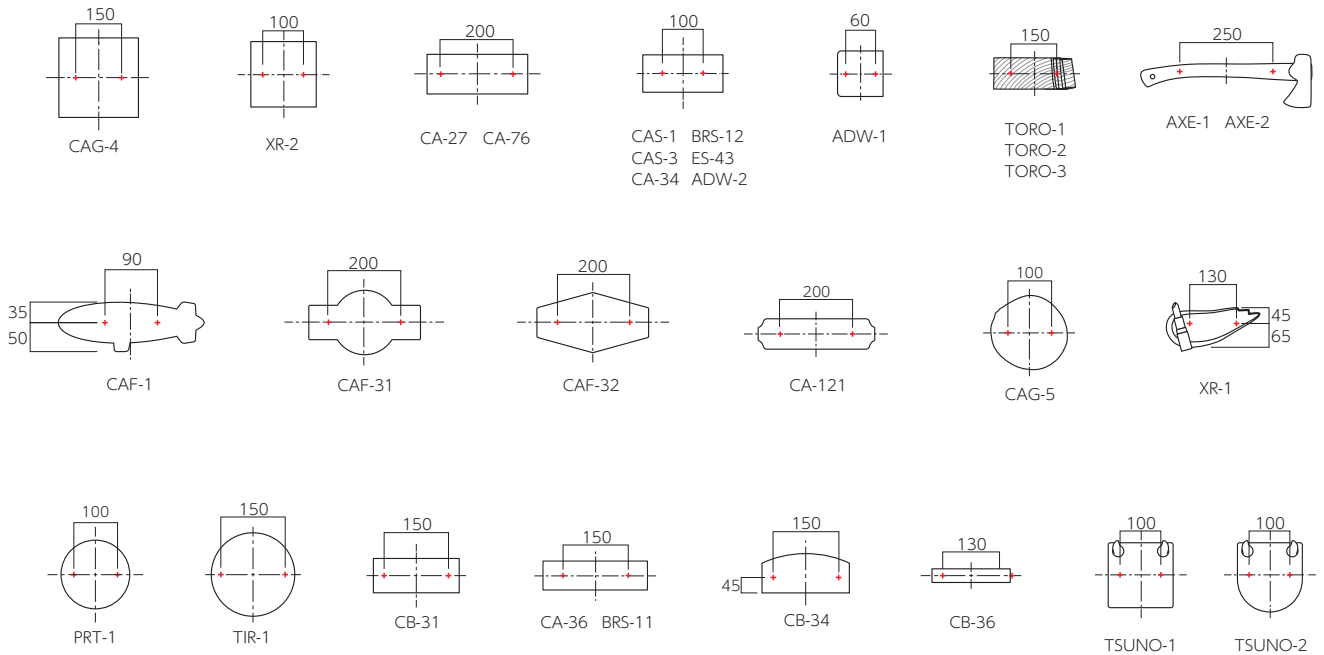 150
CAG-4
100
XR-2
200
CA-27 CA-76
100
CAS-1 BRS-12
CAS-3 ES-43
CA-34 ADW-2
60
ADW-1
150
TORO-1
TORO-2
TORO-3
250
AXE-1 AXE-2
90
35
50
CAF-1
200
CAF-31
200
CAF-32
200
CA-121
100
CAG-5
130
45
65
XR-1
100
PRT-1
150
TIR-1
150
CB-31
150
CA-36 BRS-11
150
45
CB-34
130
CB-36
100
TSUNO-1
100
TSUNO-2